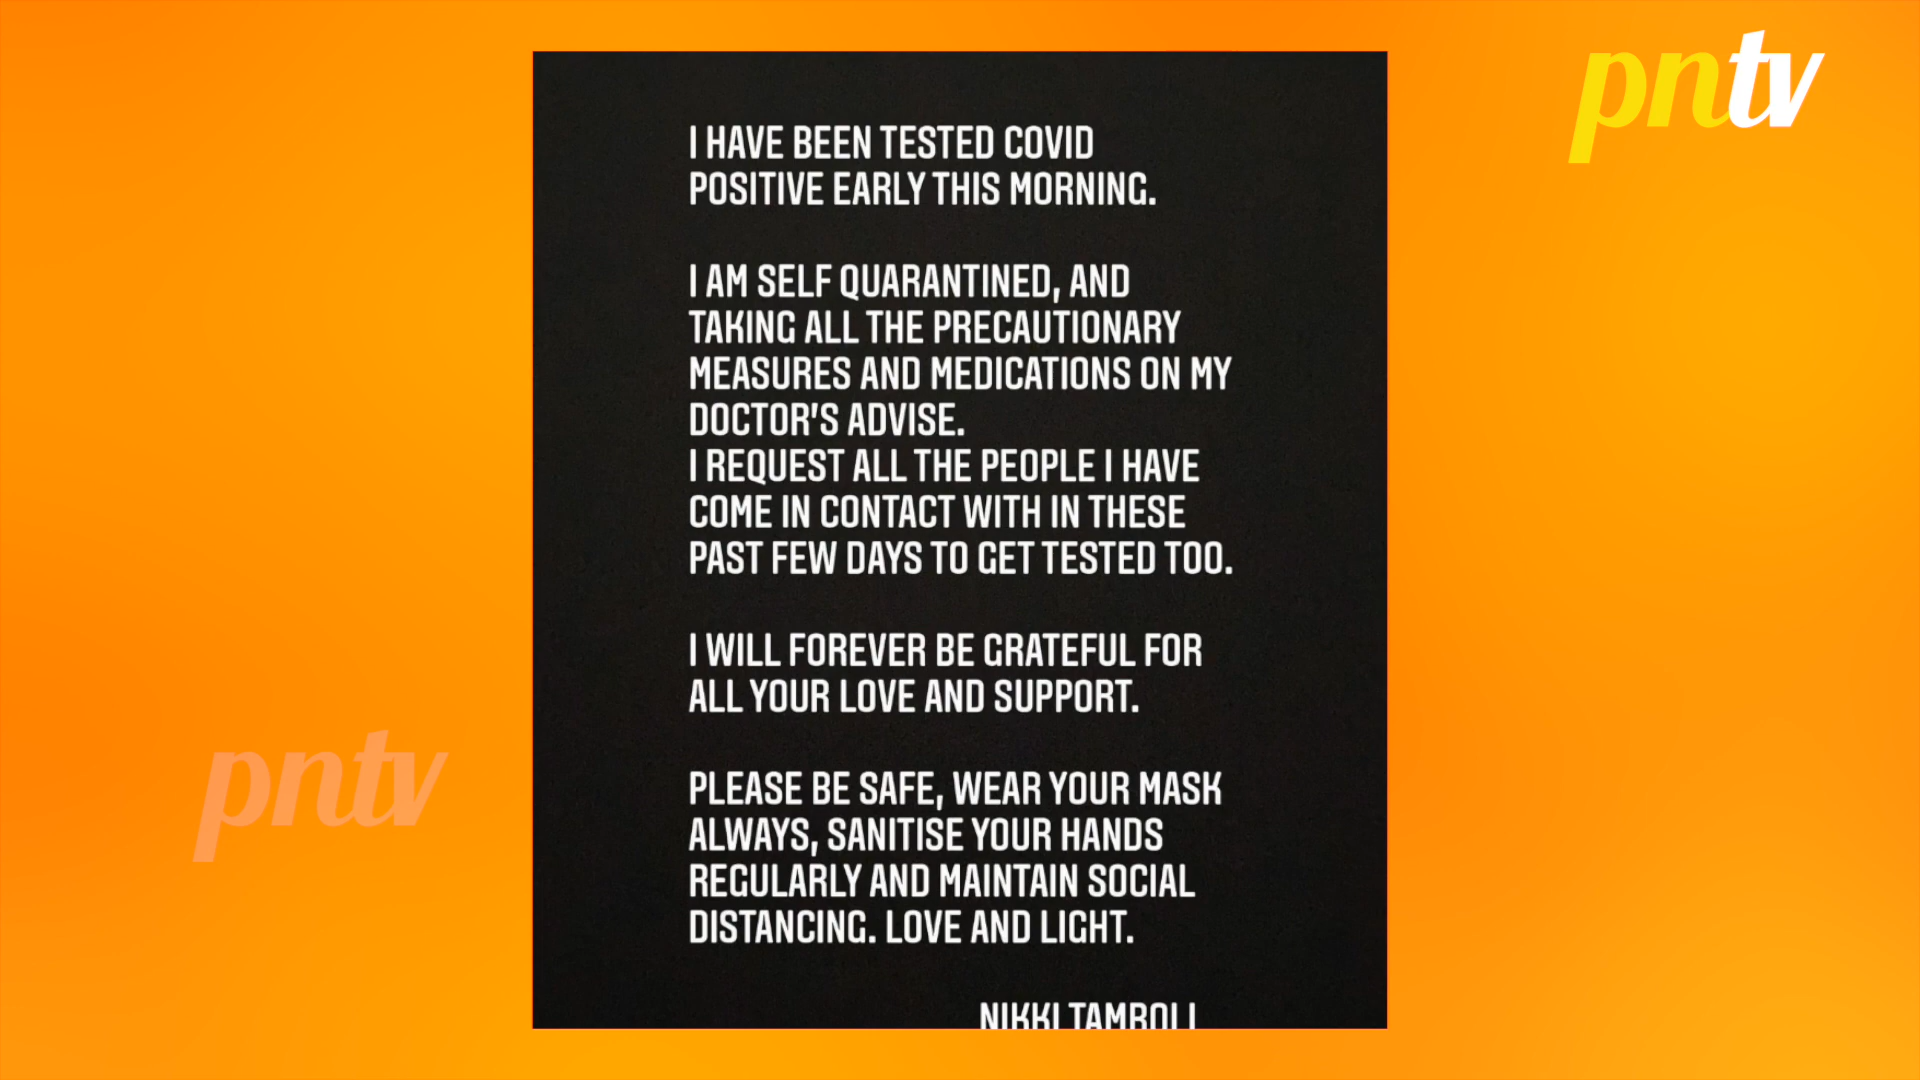 pntv
I HAVE BEEN TESTED COVID
POSITIVE EARLY THIS MORNING.
I AM SELF QUARANTINED, AND
TAKING ALL THE PRECAUTIONARY
MEASURES AND MEDICATIONS ON MY
DOCTOR'S ADVISE.
I REQUEST ALL THE PEOPLE I HAVE
COME IN CONTACT WITH IN THESE
PAST FEW DAYS TO GET TESTED TOO.
I WILL FOREVER BE GRATEFUL FOR
ALL YOUR LOVE AND SUPPORT.
PLEASE BE SAFE, WEAR YOUR MASK
ALWAYS, SANITISE YOUR HANDS
REGULARLY AND MAINTAIN SOCIAL
DISTANCING. LOVE AND LIGHT.
NIKKI TAMBOLI
pntv